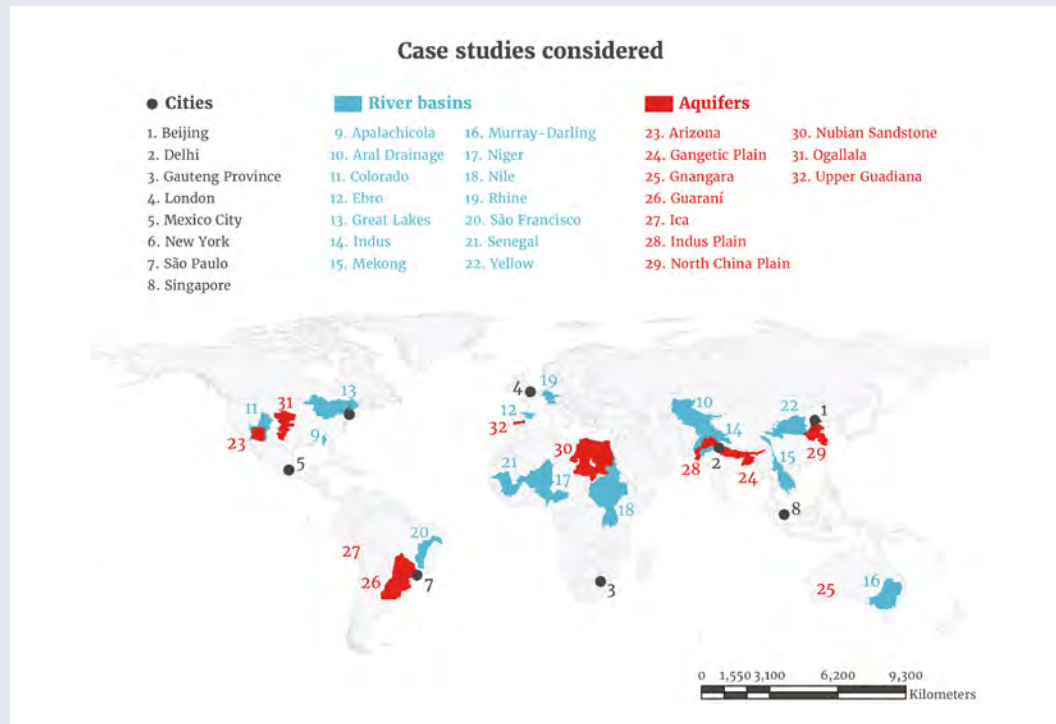 Case studies considered
Cities
1. Beijing
2. Delhi
3. Gauteng Province
4. London
5. Mexico City
6. New York
7. São Paulo
8. Singapore
River basins
9. Apalachicola
10. Aral Drainage
11. Colorado
12. Ebro
13. Great Lakes
14. Indus
15. Mekong
16. Murray-Darling
17. Niger
18. Nile
19. Rhine
20. São Francisco
21. Senegal
22. Yellow
Aquifers
23. Arizona
24. Gangetic Plain
25. Gnangara
26. Guaraní
27. Ica
28. Indus Plain
29. North China Plain
30. Nubian Sandstone
31. Ogallala
32. Upper Guadiana
13
31
11
23
9
5
4
19
12
32
30
21
17
18
10
14
22
1
2
28
24
15
29
8
20
27
26
7
3
25
16
0 1,550 3,100 6,200 9,300
Kilometers